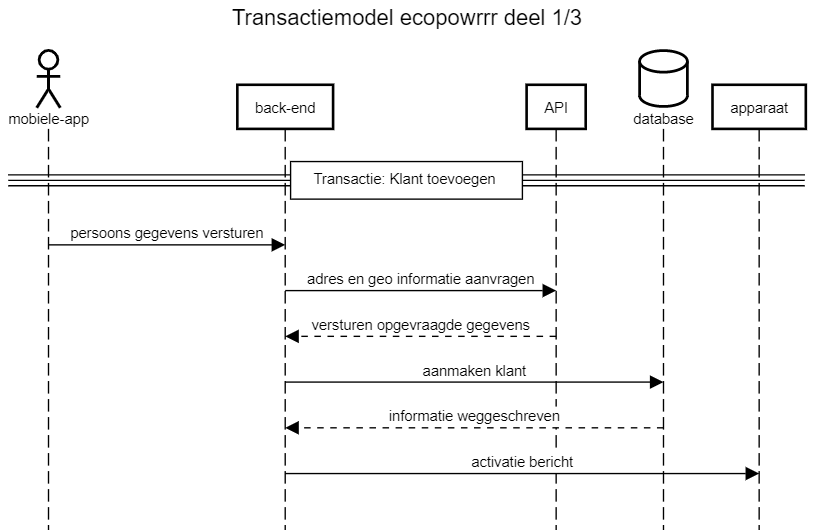 Transactiemodel ecopowrrr deel 1/3
mobiele-app
back-end
API
database
apparaat
Transactie: Klant toevoegen
persoons gegevens versturen
adres en geo informatie aanvragen
versturen opgevraagde gegevens
aanmaken klant
informatie weggeschreven
activatie bericht